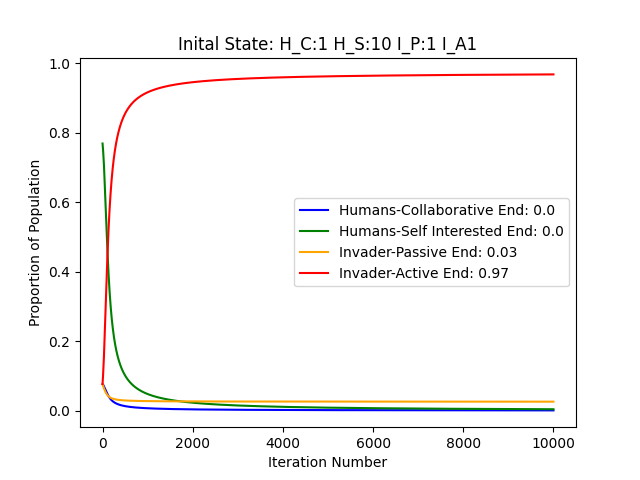 Inital State: H_C:1 H_S:10 I_P:1 I_A1
1.0
0.8
0.6
0.4
0.2
0.0
Proportion of Population
Humans-Collaborative End: 0.0
Humans-Self Interested End: 0.0
Invader-Passive End: 0.03
Invader-Active End: 0.97
0 2000 4000 6000 8000 10000
Iteration Number